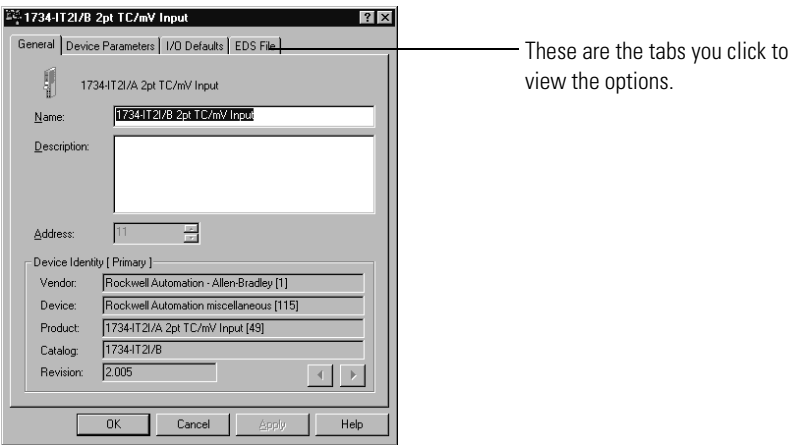 1734-IT2I/B 2pt TC/mV Input
General Device Parameters I/O Defaults EDS File
These are the tabs you click to
view the options.
1734-IT2I/A 2pt TC/mV Input
Name: 1734-IT2I/B 2pt TC/mV Input
Description:
Address: 11
Device Identity [ Primary ]
Vendor: Rockwell Automation - Allen-Bradley [1]
Device: Rockwell Automation miscellaneous [115]
Product: 1734-IT2I/A 2pt TC/mV Input [49]
Catalog: 1734-IT2I/B
Revision: 2.005
OK Cancel Apply Help